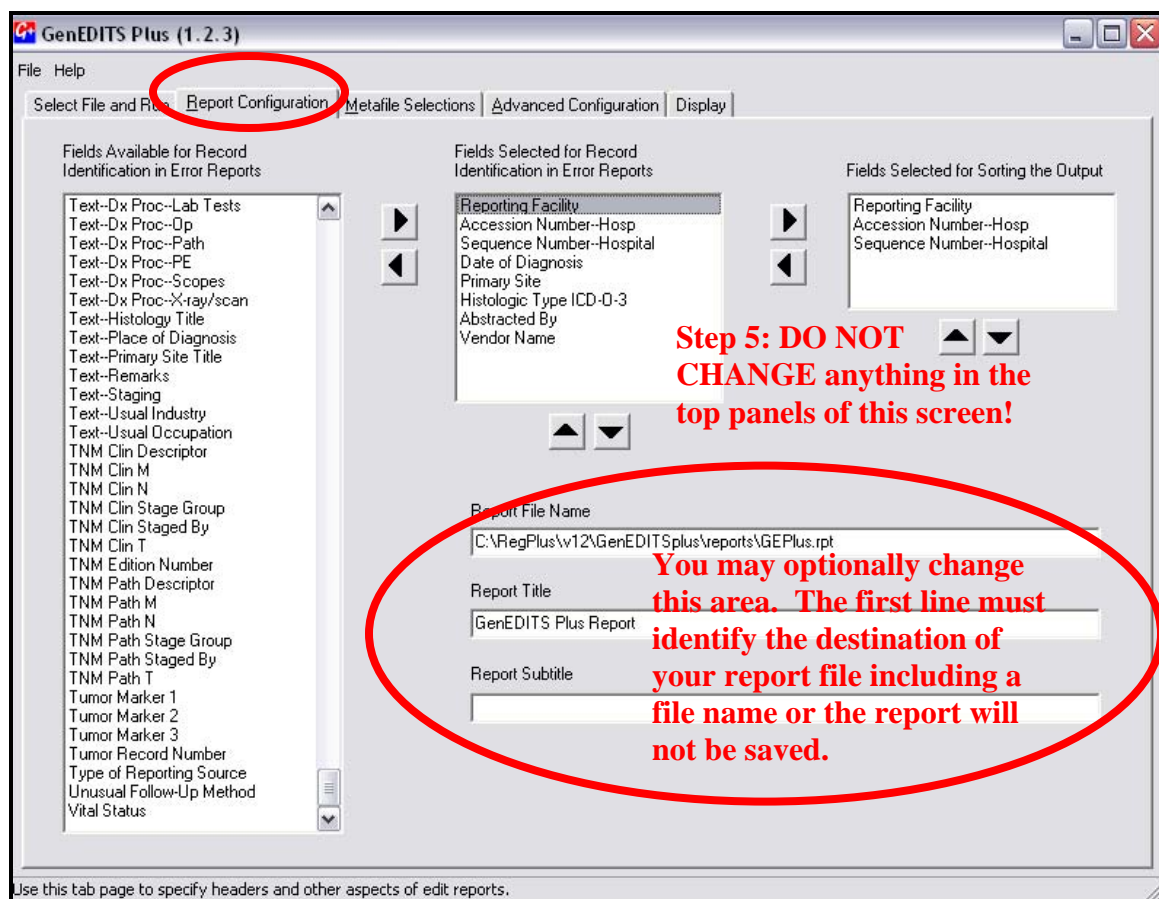 GenEDITS Plus (1.2.3)
File Help
Select File and Run
Report Configuration
Metafile Selections
Advanced Configuration
Display
Fields Available for Record
Identification in Error Reports
Text--Dx Proc--Lab Tests
Text--Dx Proc--Op
Text--Dx Proc--Path
Text--Dx Proc--PE
Text--Dx Proc--Scopes
Text--Dx Proc--X-ray/scan
Text--Histology Title
Text--Place of Diagnosis
Text--Primary Site Title
Text--Remarks
Text--Staging
Text--Usual Industry
Text--Usual Occupation
TNM Clin Descriptor
TNM Clin M
TNM Clin N
TNM Clin Stage Group
TNM Clin Staged By
TNM Clin T
TNM Edition Number
TNM Path Descriptor
TNM Path M
TNM Path N
TNM Path Stage Group
TNM Path Staged By
TNM Path T
Tumor Marker 1
Tumor Marker 2
Tumor Marker 3
Tumor Record Number
Type of Reporting Source
Unusual Follow-Up Method
Vital Status
Fields Selected for Record
Identification in Error Reports
Reporting Facility
Accession Number--Hosp
Sequence Number--Hospital
Date of Diagnosis
Primary Site
Histologic Type ICD-O-3
Abstracted By
Vendor Name
Fields Selected for Sorting the Output
Reporting Facility
Accession Number--Hosp
Sequence Number--Hospital
Step 5: DO NOT
CHANGE anything in the
top panels of this screen!
Report File Name
C:\RegPlus\v12\GenEDITSplus\reports\GEPlus.rpt
Report Title
GenEDITS Plus Report
Report Subtitle
You may optionally change
this area. The first line must
identify the destination of
your report file including a
file name or the report will
not be saved.
Use this tab page to specify headers and other aspects of edit reports.